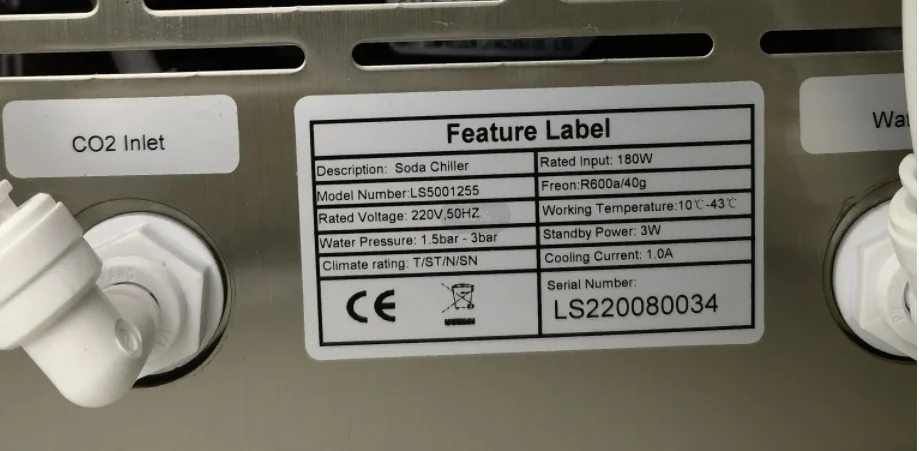 CO2 Inlet
Feature Label
Description: Soda Chiller
Rated Input: 180W
Model Number:LS5001255
Freon:R600a/40g
Rated Voltage: 220V,50HZ
Working Temperature:10℃-43℃
Water Pressure: 1.5bar - 3bar
Standby Power: 3W
Climate rating: T/ST/N/SN
Cooling Current: 1.0A
CE
Serial Number:
LS220080034